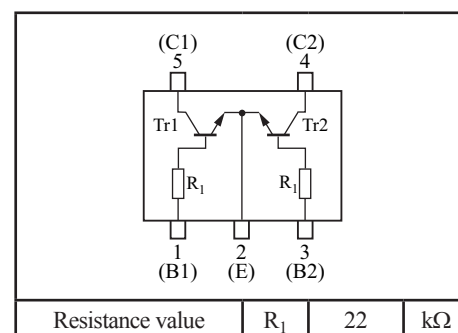 (C1) (C2)
5 4
Tr1 Tr2
R1 R1
1 2 3
(B1) (E) (B2)
Resistance value R1 22 kΩ